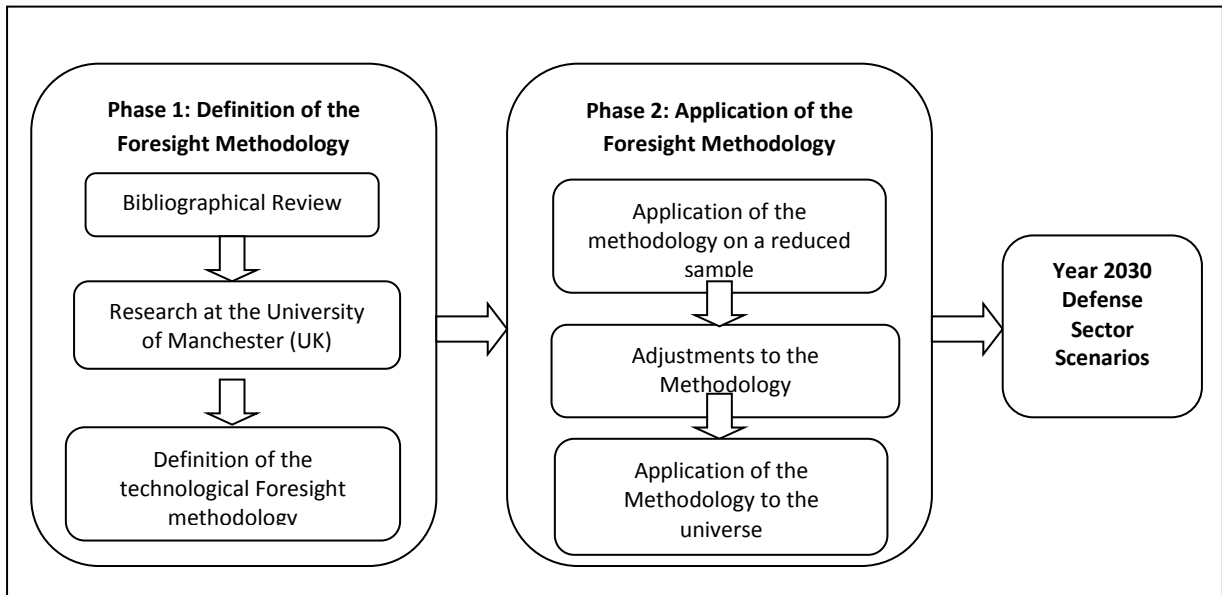 Phase 1: Definition of the
Foresight Methodology
Bibliographical Review
Research at the University
of Manchester (UK)
Definition of the
technological Foresight
methodology
Phase 2: Application of the
Foresight Methodology
Application of the
methodology on a reduced
sample
Adjustments to the
Methodology
Application of the
Methodology to the
universe
Year 2030
Defense
Sector
Scenarios